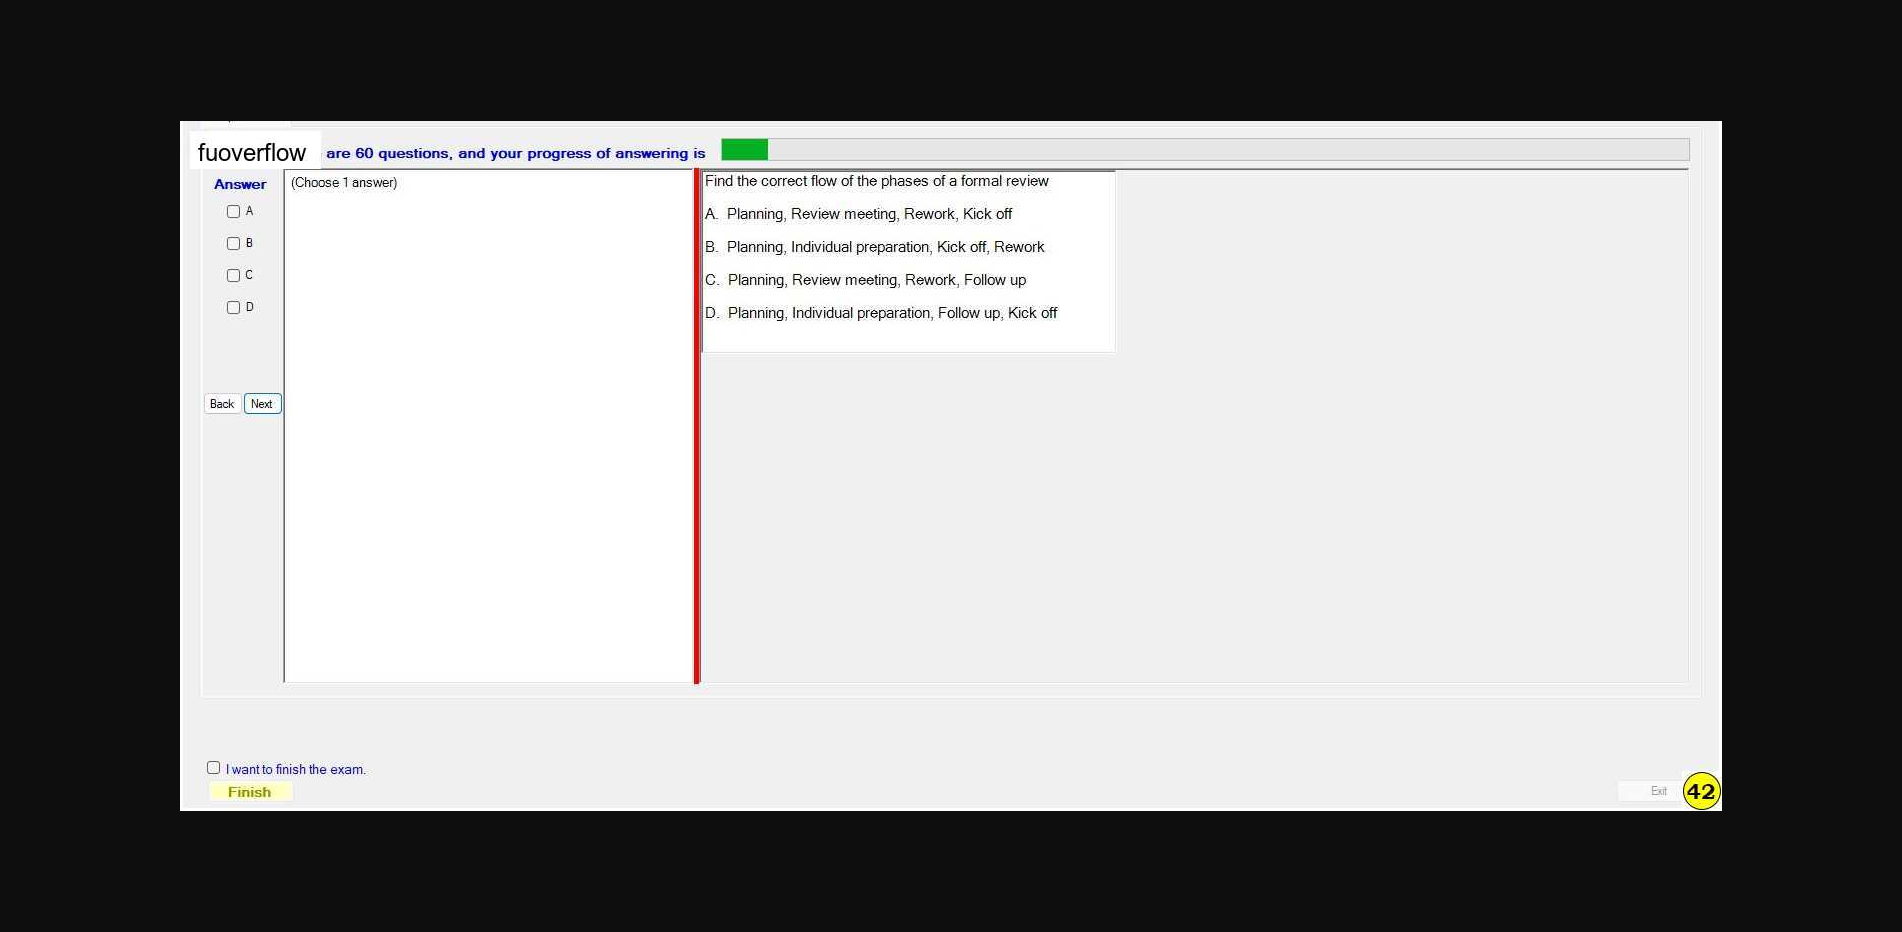 fuoverflow are 60 questions, and your progress of answering is
Answer
A
B
C
D
Back Next
(Choose 1 answer)
Find the correct flow of the phases of a formal review
A. Planning, Review meeting, Rework, Kick off
B. Planning, Individual preparation, Kick off, Rework
C. Planning, Review meeting, Rework, Follow up
D. Planning, Individual preparation, Follow up, Kick off
I want to finish the exam.
Finish
Exit
42